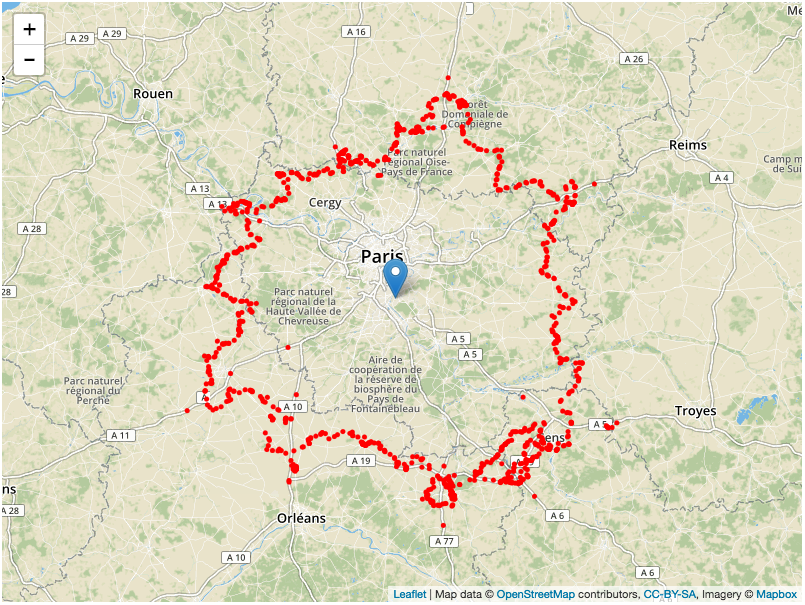 +
−
A 29
A 29
A 16
A 26
Rouen
Forêt
Domaniale de
Compiègne
Reims
Parc naturel
régional Oise-
Pays de France
A 4
Camp m
de Sui
A 13
A 13
Cergy
A 28
Paris
28
Parc naturel
régional de la
Haute Vallée de
Chevreuse
A 5
A 5
Aire de
coopération de
la réserve de
biosphère du
Pays de
Fontainebleau
Parc naturel
régional du
Perche
A
A 10
Troyes
A 5
A 11
ens
A 19
ns
A 28
Orléans
A 6
A 77
A 10
A 6
Leaflet | Map data © OpenStreetMap contributors, CC-BY-SA, Imagery © Mapbox